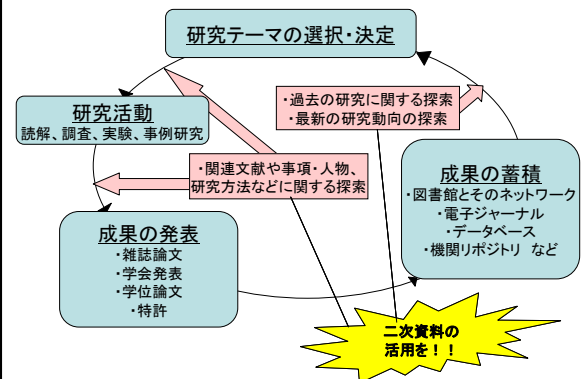 研究テーマの選択・決定
研究活動
読解、調査、実験、事例研究
・過去の研究に関する探索
・最新の研究動向の探索
・関連文献や事項・人物、
研究方法などに関する探索
成果の蓄積
・図書館とそのネットワーク
・電子ジャーナル
・データベース
・機関リポジトリ など
成果の発表
・雑誌論文
・学会発表
・学位論文
・特許
二次資料の
活用を！！